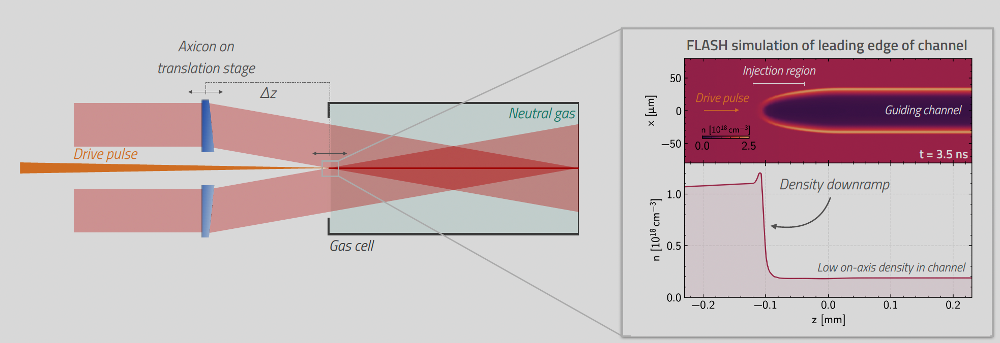 Axicon on
translation stage
Δz
Drive pulse
Neutral gas
Gas cell
FLASH simulation of leading edge of channel
Injection region
Drive pulse
Guiding channel
n [10¹⁸ cm⁻³]
0.0 2.5
t = 3.5 ns
50
0
−50
x [μm]
Density downramp
Low on-axis density in channel
1.0
0.5
0.0
n [10¹⁸ cm⁻³]
−0.2 −0.1 0.0 0.1 0.2
z [mm]